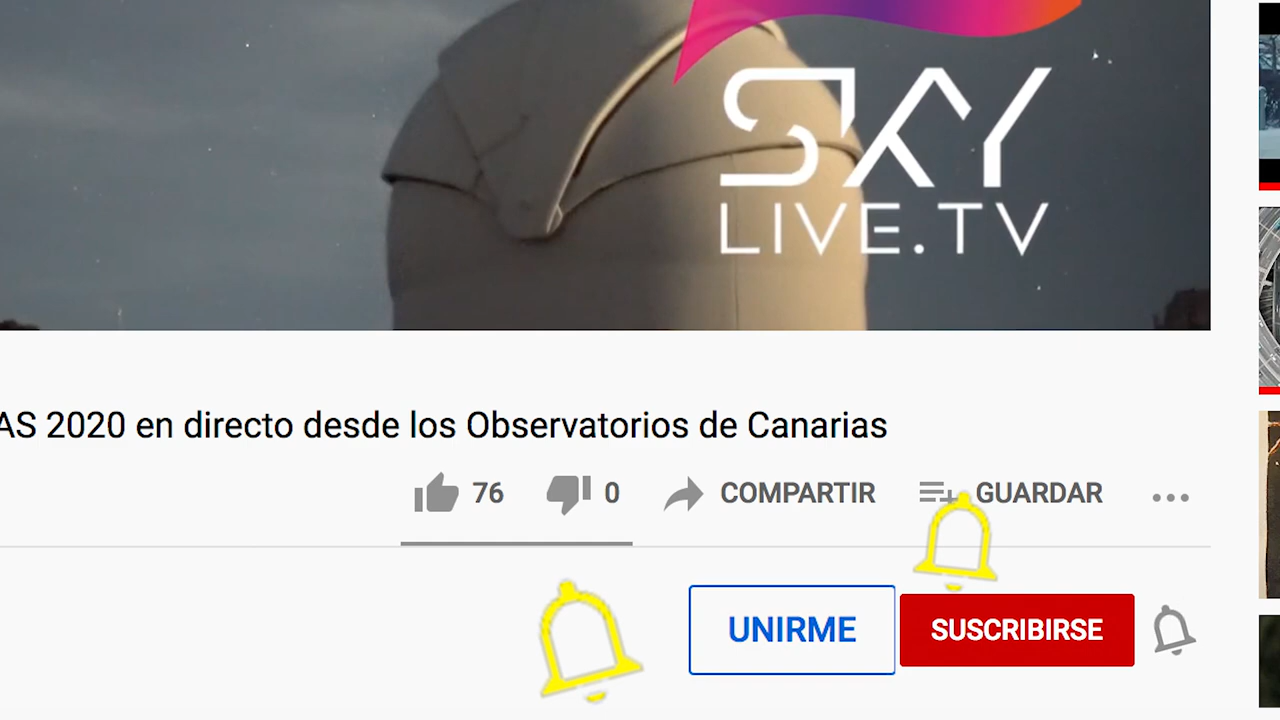 SKY
LIVE.TV
AS 2020 en directo desde los Observatorios de Canarias
76 0 COMPARTIR GUARDAR
UNIRME SUSCRIBIRSE